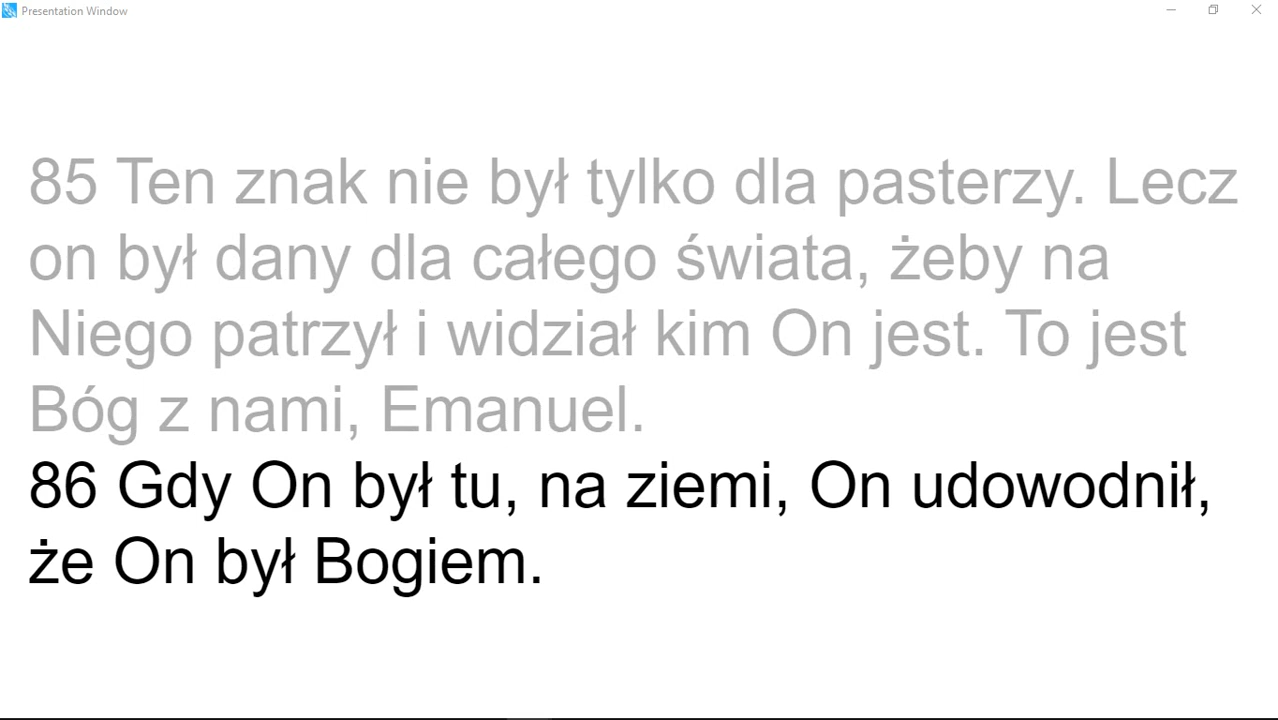 Presentation Window
85 Ten znak nie był tylko dla pasterzy. Lecz
on był dany dla całego świata, żeby na
Niego patrzył i widział kim On jest. To jest
Bóg z nami, Emanuel.
86 Gdy On był tu, na ziemi, On udowodnił,
że On był Bogiem.